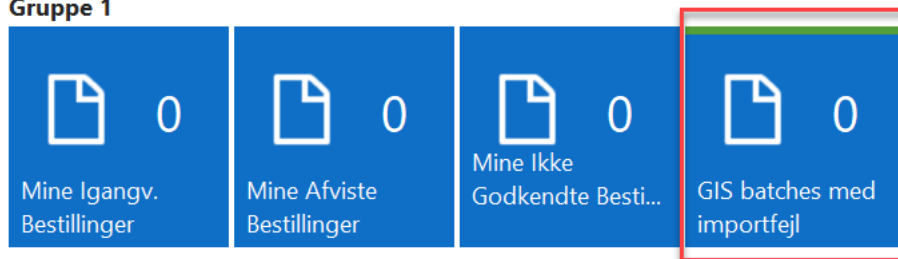 Gruppe 1
0
Mine Igangv.
Bestillinger
0
Mine Afviste
Bestillinger
0
Mine Ikke
Godkendte Besti...
0
GIS batches med
importfejl